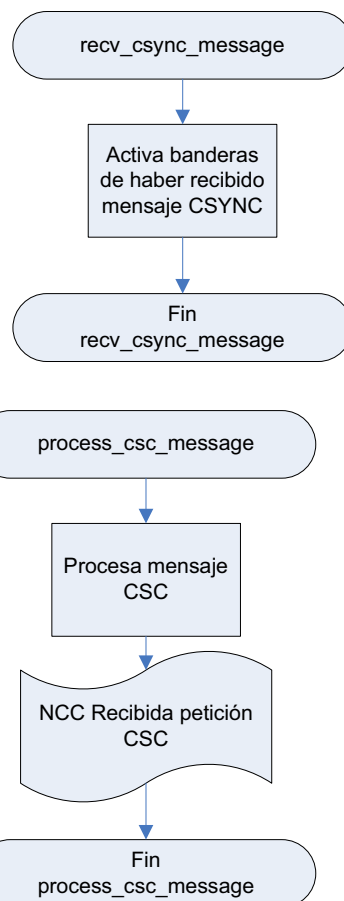 recv_csync_message
Activa banderas
de haber recibido
mensaje CSYNC
Fin
recv_csync_message
process_csc_message
Procesa mensaje
CSC
NCC Recibida petición
CSC
Fin
process_csc_message